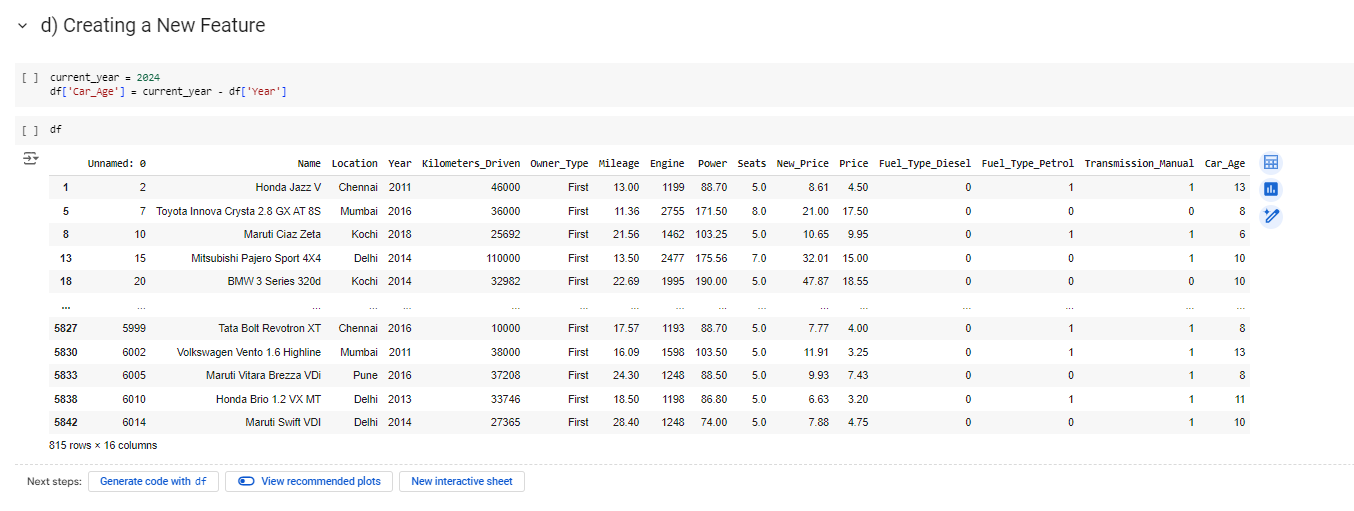 d) Creating a New Feature
[ ] current_year = 2024
df['Car_Age'] = current_year - df['Year']
[ ] df
Unnamed: 0 Name Location Year Kilometers_Driven Owner_Type Mileage Engine Power Seats New_Price Price Fuel_Type_Diesel Fuel_Type_Petrol Transmission_Manual Car_Age
1 2 Honda Jazz V Chennai 2011 46000 First 13.00 1199 88.70 5.0 8.61 4.50 0 1 1 13
5 7 Toyota Innova Crysta 2.8 GX AT 8S Mumbai 2016 36000 First 11.36 2755 171.50 8.0 21.00 17.50 0 0 0 8
8 10 Maruti Ciaz Zeta Kochi 2018 25692 First 21.56 1462 103.25 5.0 10.65 9.95 0 1 1 6
13 15 Mitsubishi Pajero Sport 4X4 Delhi 2014 110000 First 13.50 2477 175.56 7.0 32.01 15.00 0 0 1 10
18 20 BMW 3 Series 320d Kochi 2014 32982 First 22.69 1995 190.00 5.0 47.87 18.55 0 0 0 10
... ... ... ... ... ... ... ... ... ... ... ... ... ... ... ... ...
5827 5999 Tata Bolt Revotron XT Chennai 2016 10000 First 17.57 1193 88.70 5.0 7.77 4.00 0 1 1 8
5830 6002 Volkswagen Vento 1.6 Highline Mumbai 2011 38000 First 16.09 1598 103.50 5.0 11.91 3.25 0 1 1 13
5833 6005 Maruti Vitara Brezza VDi Pune 2016 37208 First 24.30 1248 88.50 5.0 9.93 7.43 0 0 1 8
5838 6010 Honda Brio 1.2 VX MT Delhi 2013 33746 First 18.50 1198 86.80 5.0 6.63 3.20 0 1 1 11
5842 6014 Maruti Swift VDI Delhi 2014 27365 First 28.40 1248 74.00 5.0 7.88 4.75 0 0 1 10
815 rows × 16 columns
Next steps: Generate code with df View recommended plots New interactive sheet